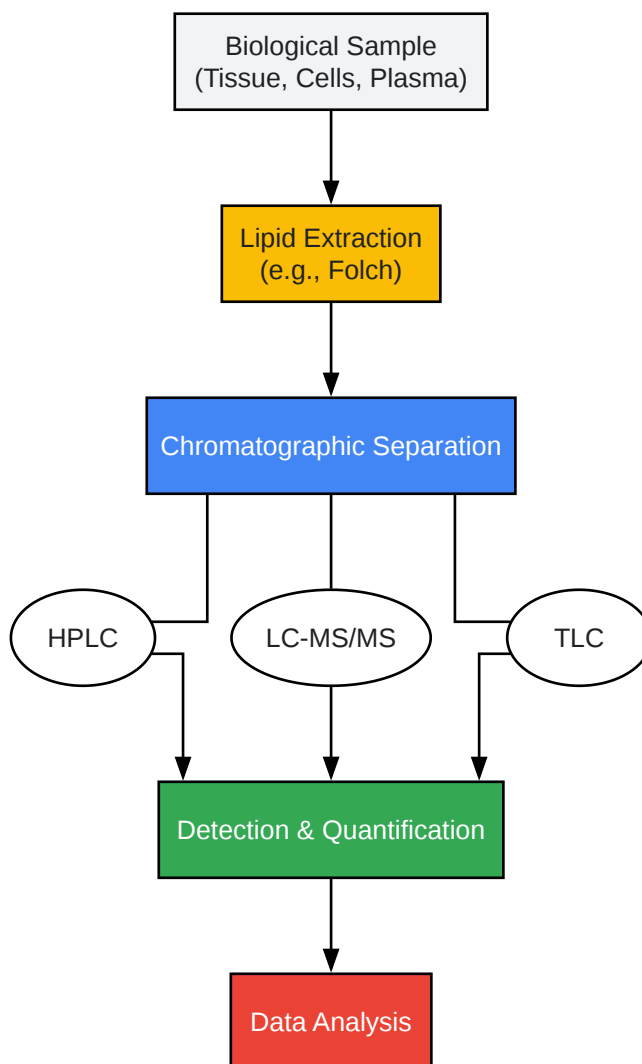 Biological Sample
(Tissue, Cells, Plasma)
Lipid Extraction
(e.g., Folch)
Chromatographic Separation
HPLC
LC-MS/MS
TLC
Detection & Quantification
Data Analysis